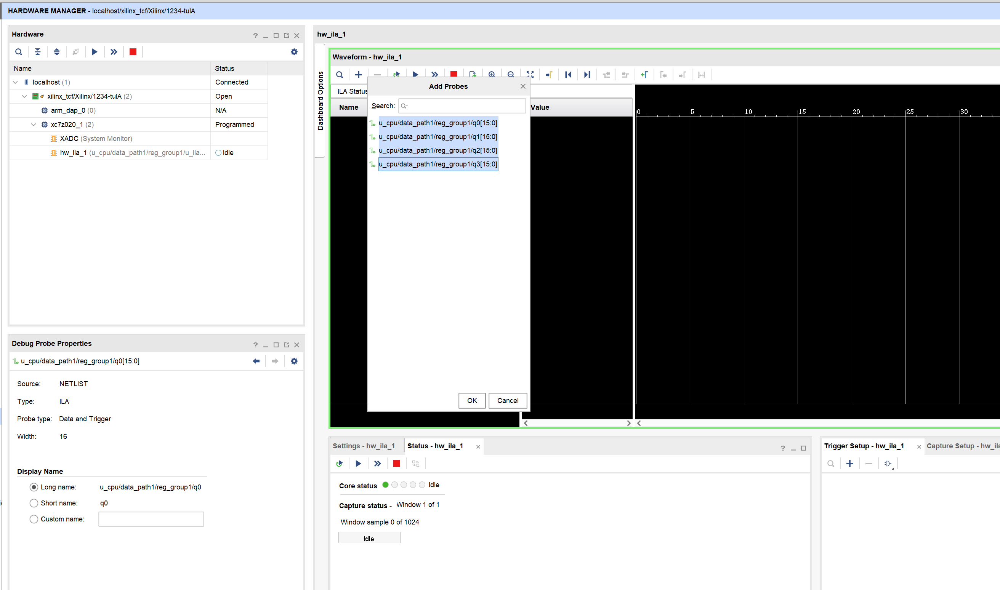 HARDWARE MANAGER - localhost/xilinx_tcf/Xilinx/1234-tulA
Hardware
Name Status
localhost (1) Connected
xilinx_tcf/Xilinx/1234-tulA (2) Open
arm_dap_0 (0) N/A
xc7z020_1 (2) Programmed
XADC (System Monitor)
hw_ila_1 (u_cpu/data_path1/reg_group1/u_ila... Idle
Debug Probe Properties
u_cpu/data_path1/reg_group1/q0[15:0]
Source: NETLIST
Type: ILA
Probe type: Data and Trigger
Width: 16
Display Name
Long name: u_cpu/data_path1/reg_group1/q0
Short name: q0
Custom name:
hw_ila_1
Dashboard Options
Waveform - hw_ila_1
ILA Status
Name Value
0 5 10 15 20 25 30
Add Probes
Search:
u_cpu/data_path1/reg_group1/q0[15:0]
u_cpu/data_path1/reg_group1/q1[15:0]
u_cpu/data_path1/reg_group1/q2[15:0]
u_cpu/data_path1/reg_group1/q3[15:0]
OK Cancel
Settings - hw_ila_1 Status - hw_ila_1
Core status Idle
Capture status - Window 1 of 1
Window sample 0 of 1024
Idle
Trigger Setup - hw_ila_1 Capture Setup - hw_ila